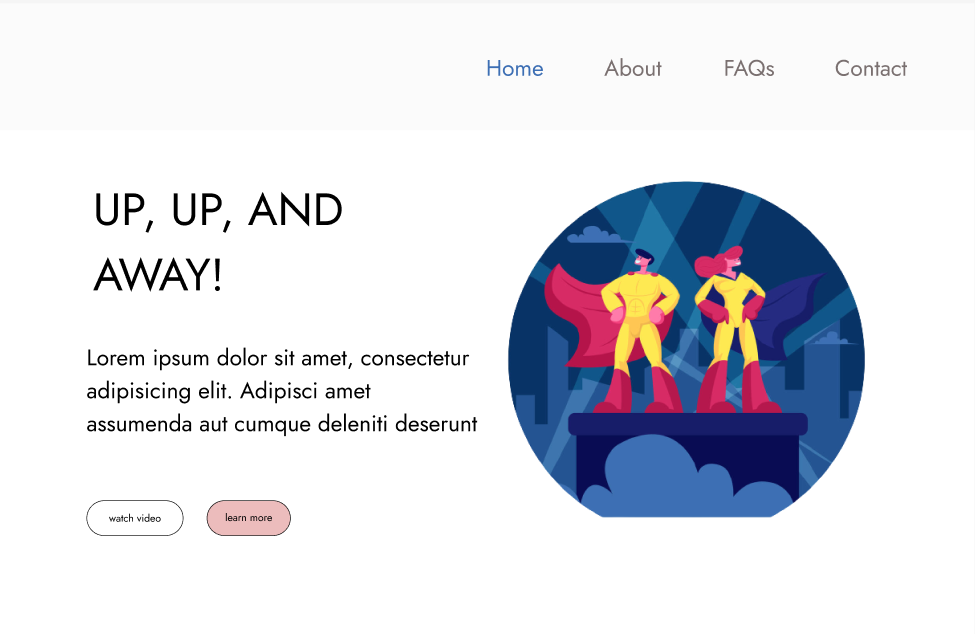 Home About FAQs Contact
UP, UP, AND
AWAY!
Lorem ipsum dolor sit amet, consectetur
adipisicing elit. Adipisci amet
assumenda aut cumque deleniti deserunt
watch video learn more